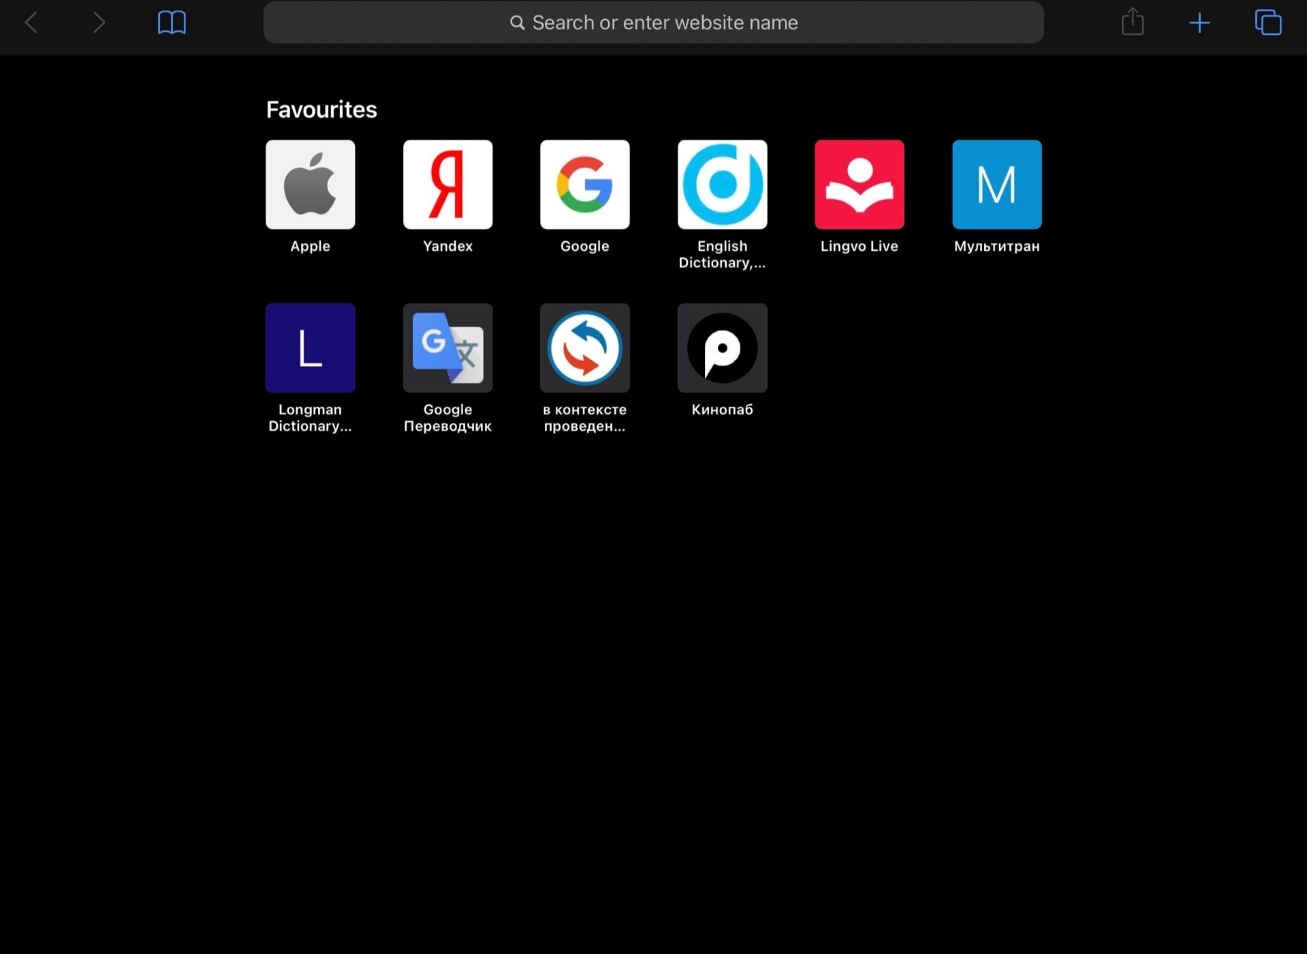 Search or enter website name
Favourites
Apple
Я
Yandex
G
Google
d
English
Dictionary,...
Lingvo Live
M
Мультитран
L
Longman
Dictionary...
G
文
Google
Переводчик
в контексте
проведен...
Кинопаб